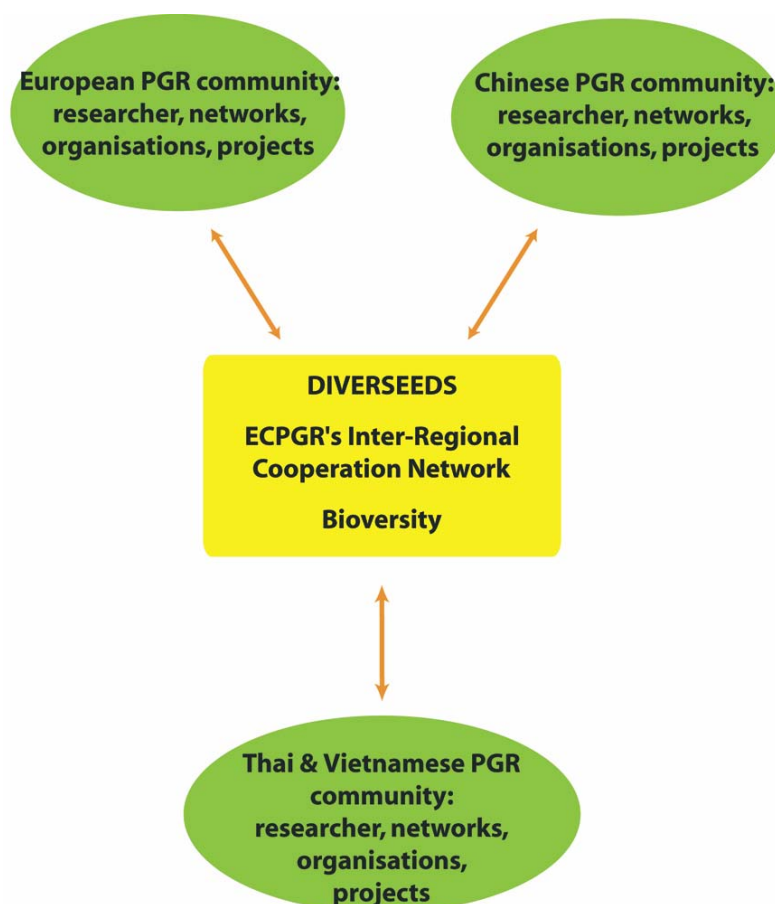 European PGR community:
researcher, networks,
organisations, projects
Chinese PGR community:
researcher, networks,
organisations, projects
DIVERSEEDS
ECPGR's Inter-Regional
Cooperation Network
Bioversity
Thai & Vietnamese PGR
community:
researcher, networks,
organisations,
projects